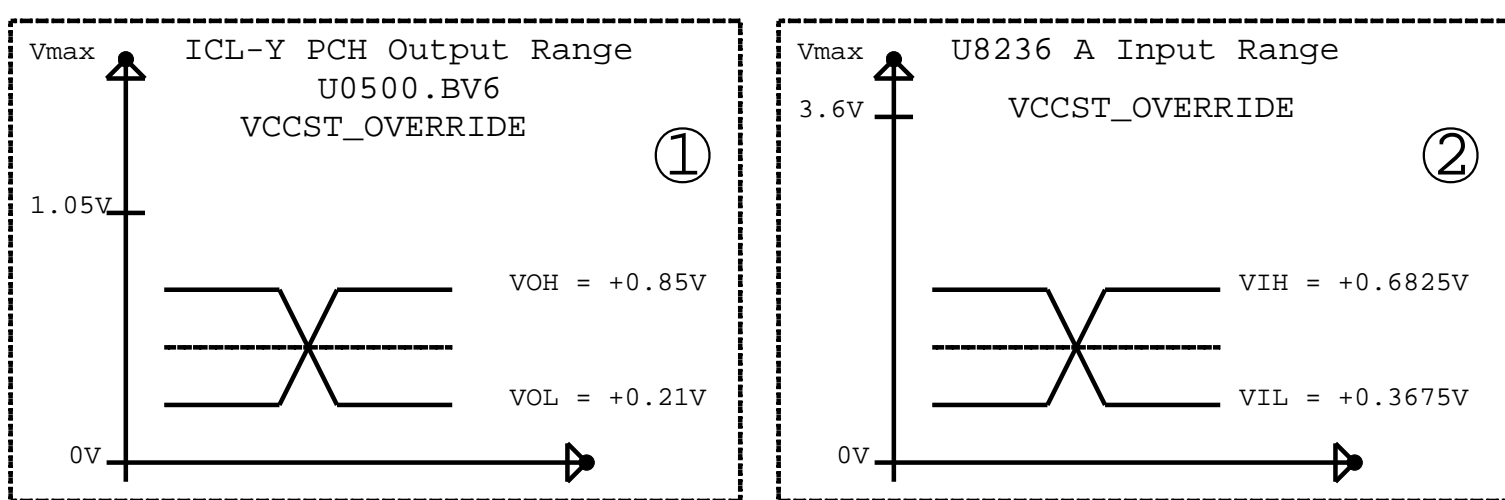 Vmax
ICL-Y PCH Output Range
U0500.BV6
VCCST_OVERRIDE
①
1.05V
VOH = +0.85V
VOL = +0.21V
0V
Vmax
U8236 A Input Range
3.6V
VCCST_OVERRIDE
②
VIH = +0.6825V
VIL = +0.3675V
0V